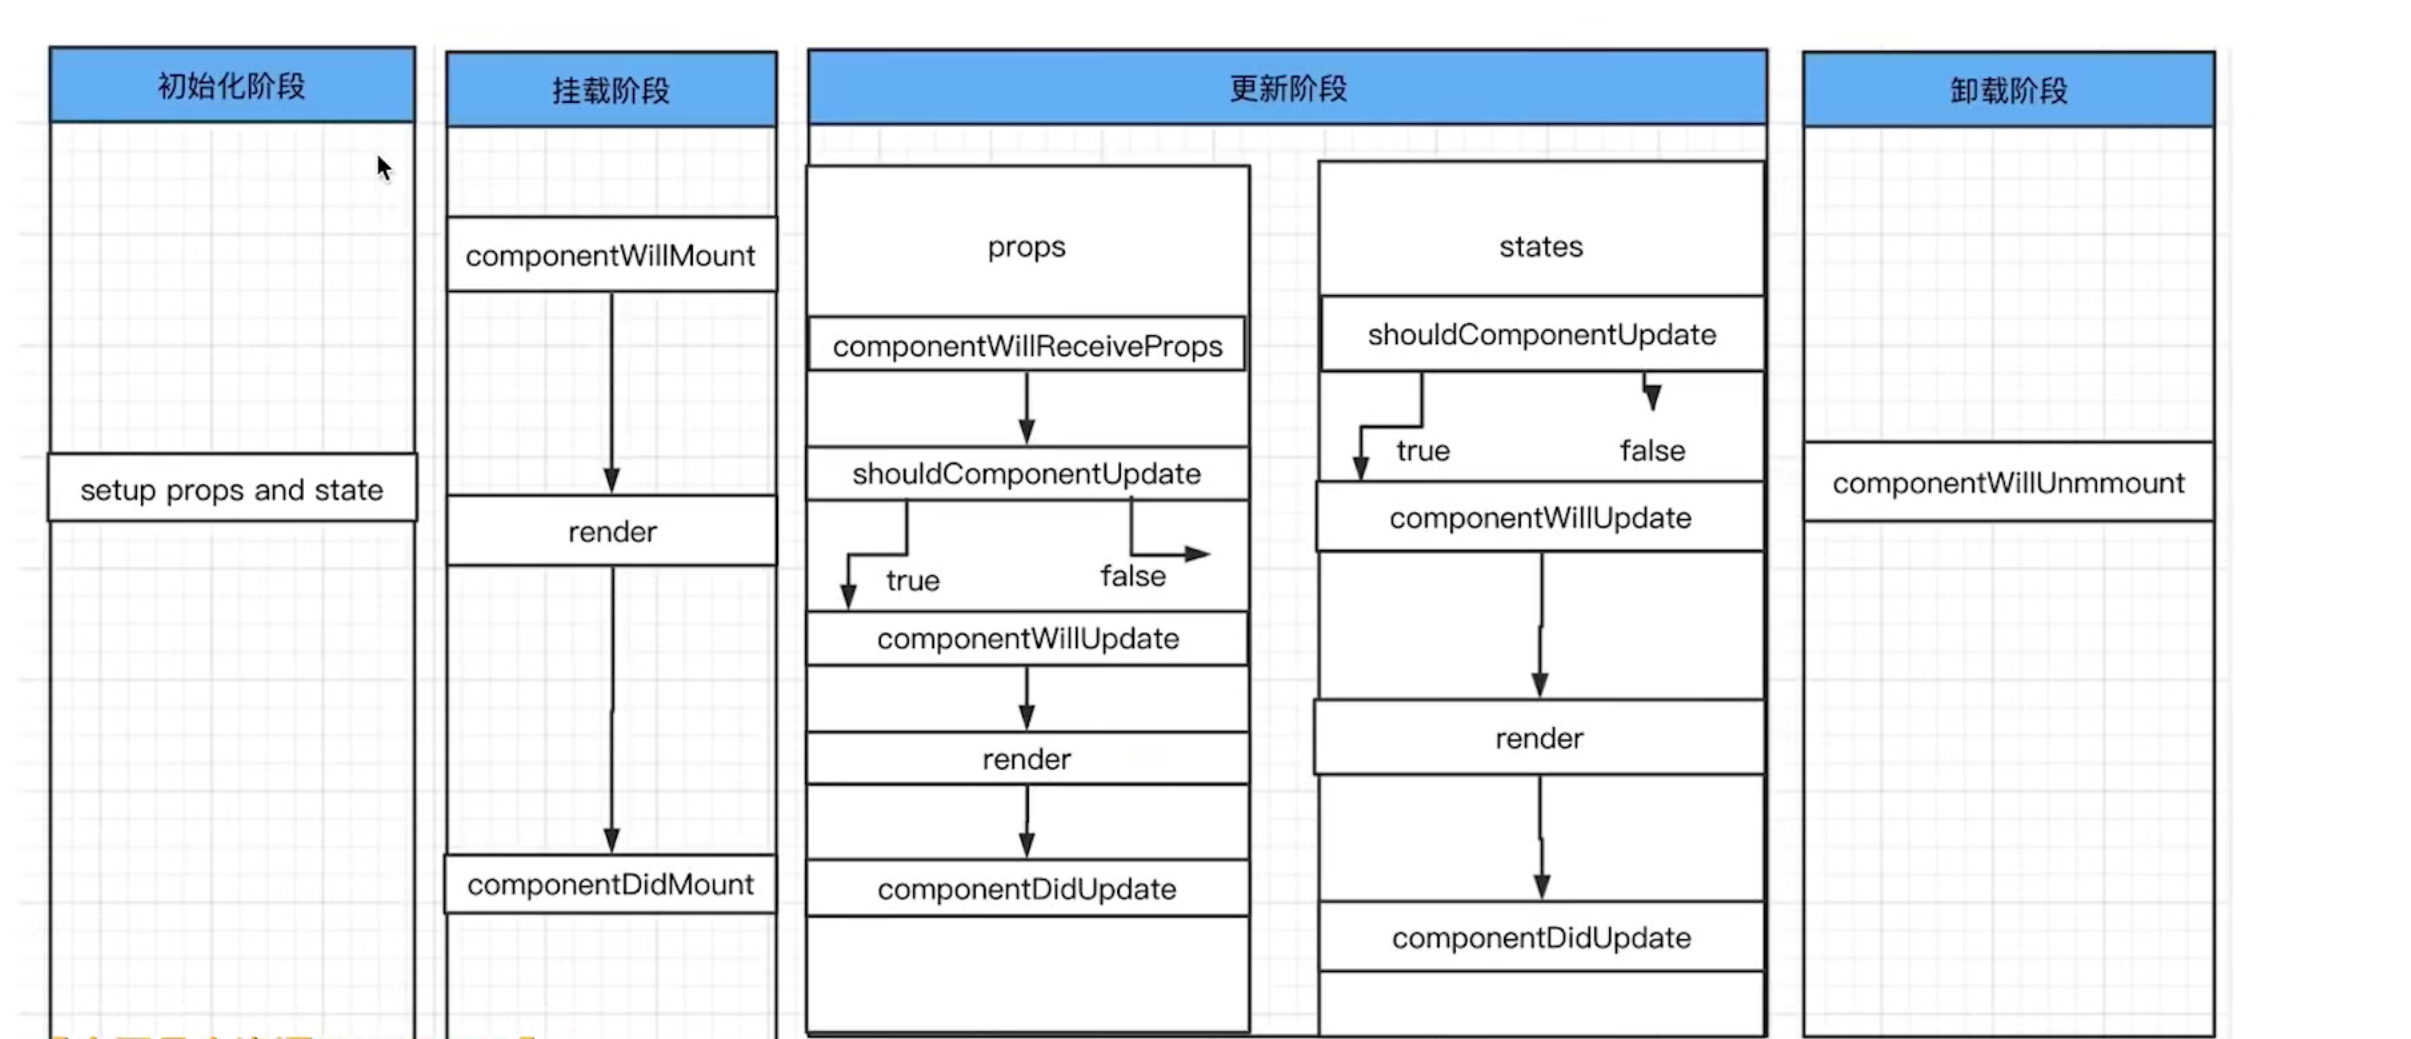 初始化阶段
setup props and state
挂载阶段
componentWillMount
render
componentDidMount
更新阶段
props
componentWillReceiveProps
shouldComponentUpdate
true
false
componentWillUpdate
render
componentDidUpdate
states
shouldComponentUpdate
true
false
componentWillUpdate
render
componentDidUpdate
卸载阶段
componentWillUnmmount